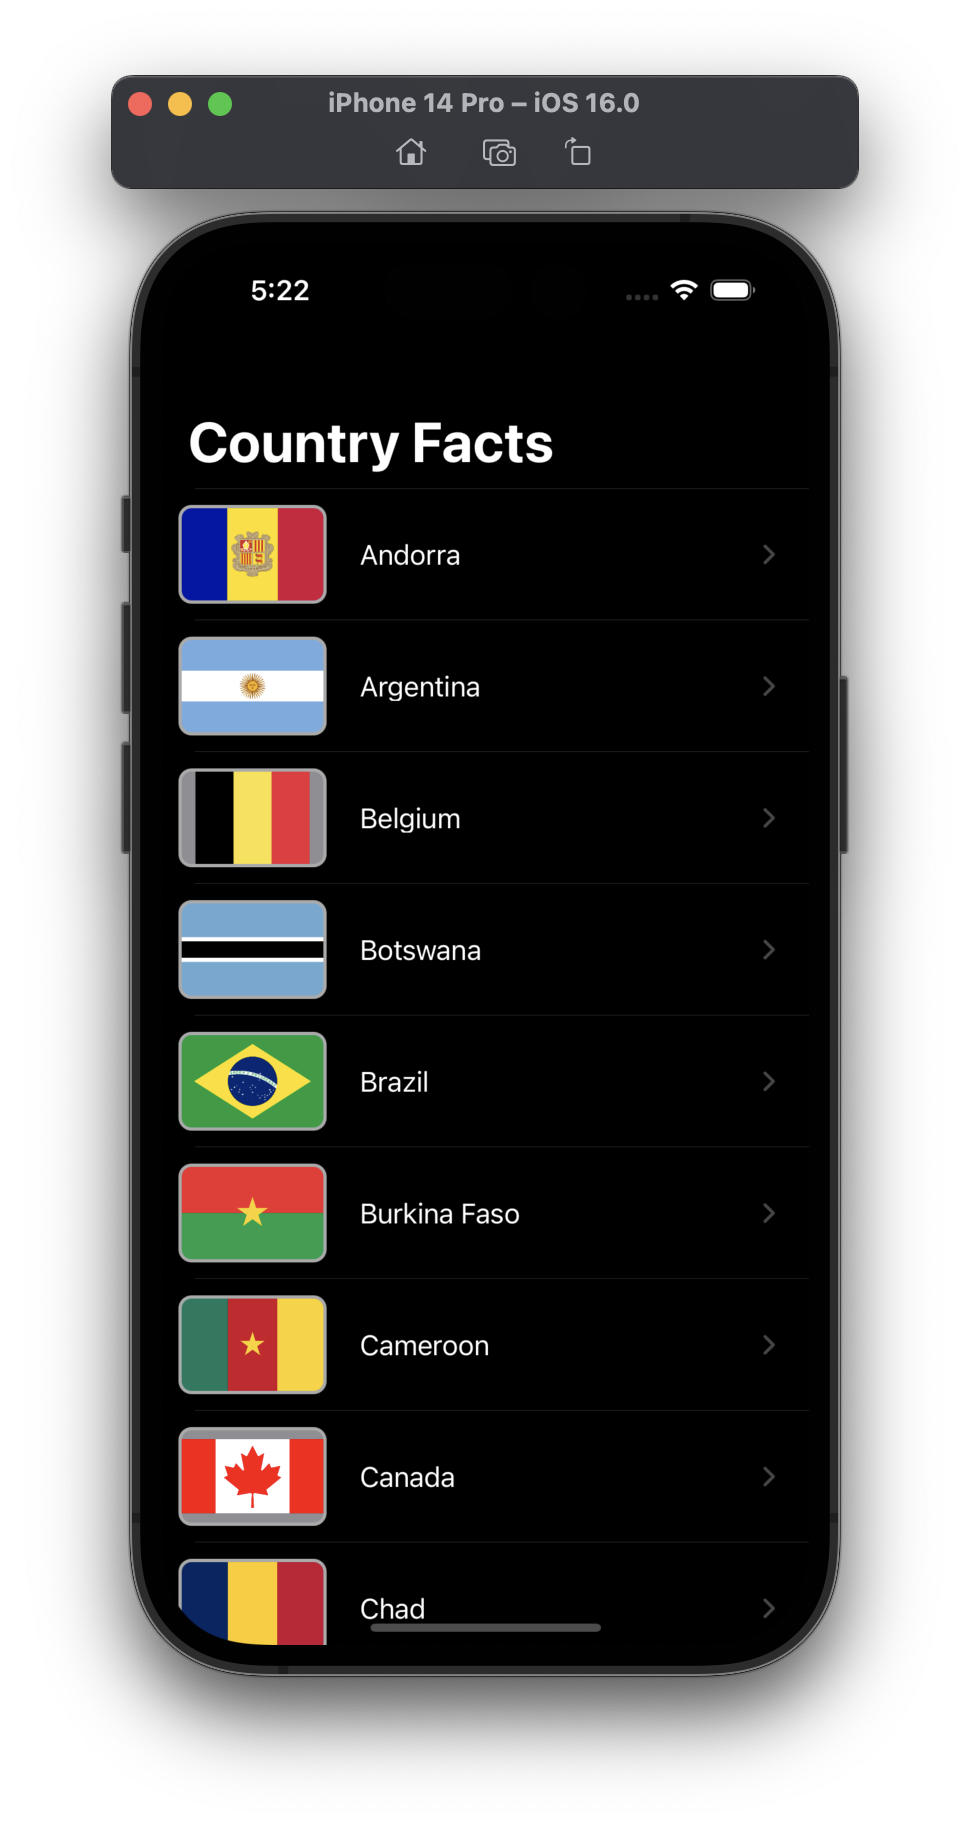 iPhone 14 Pro – iOS 16.0
5:22
Country Facts
Andorra
Argentina
Belgium
Botswana
Brazil
Burkina Faso
Cameroon
Canada
Chad